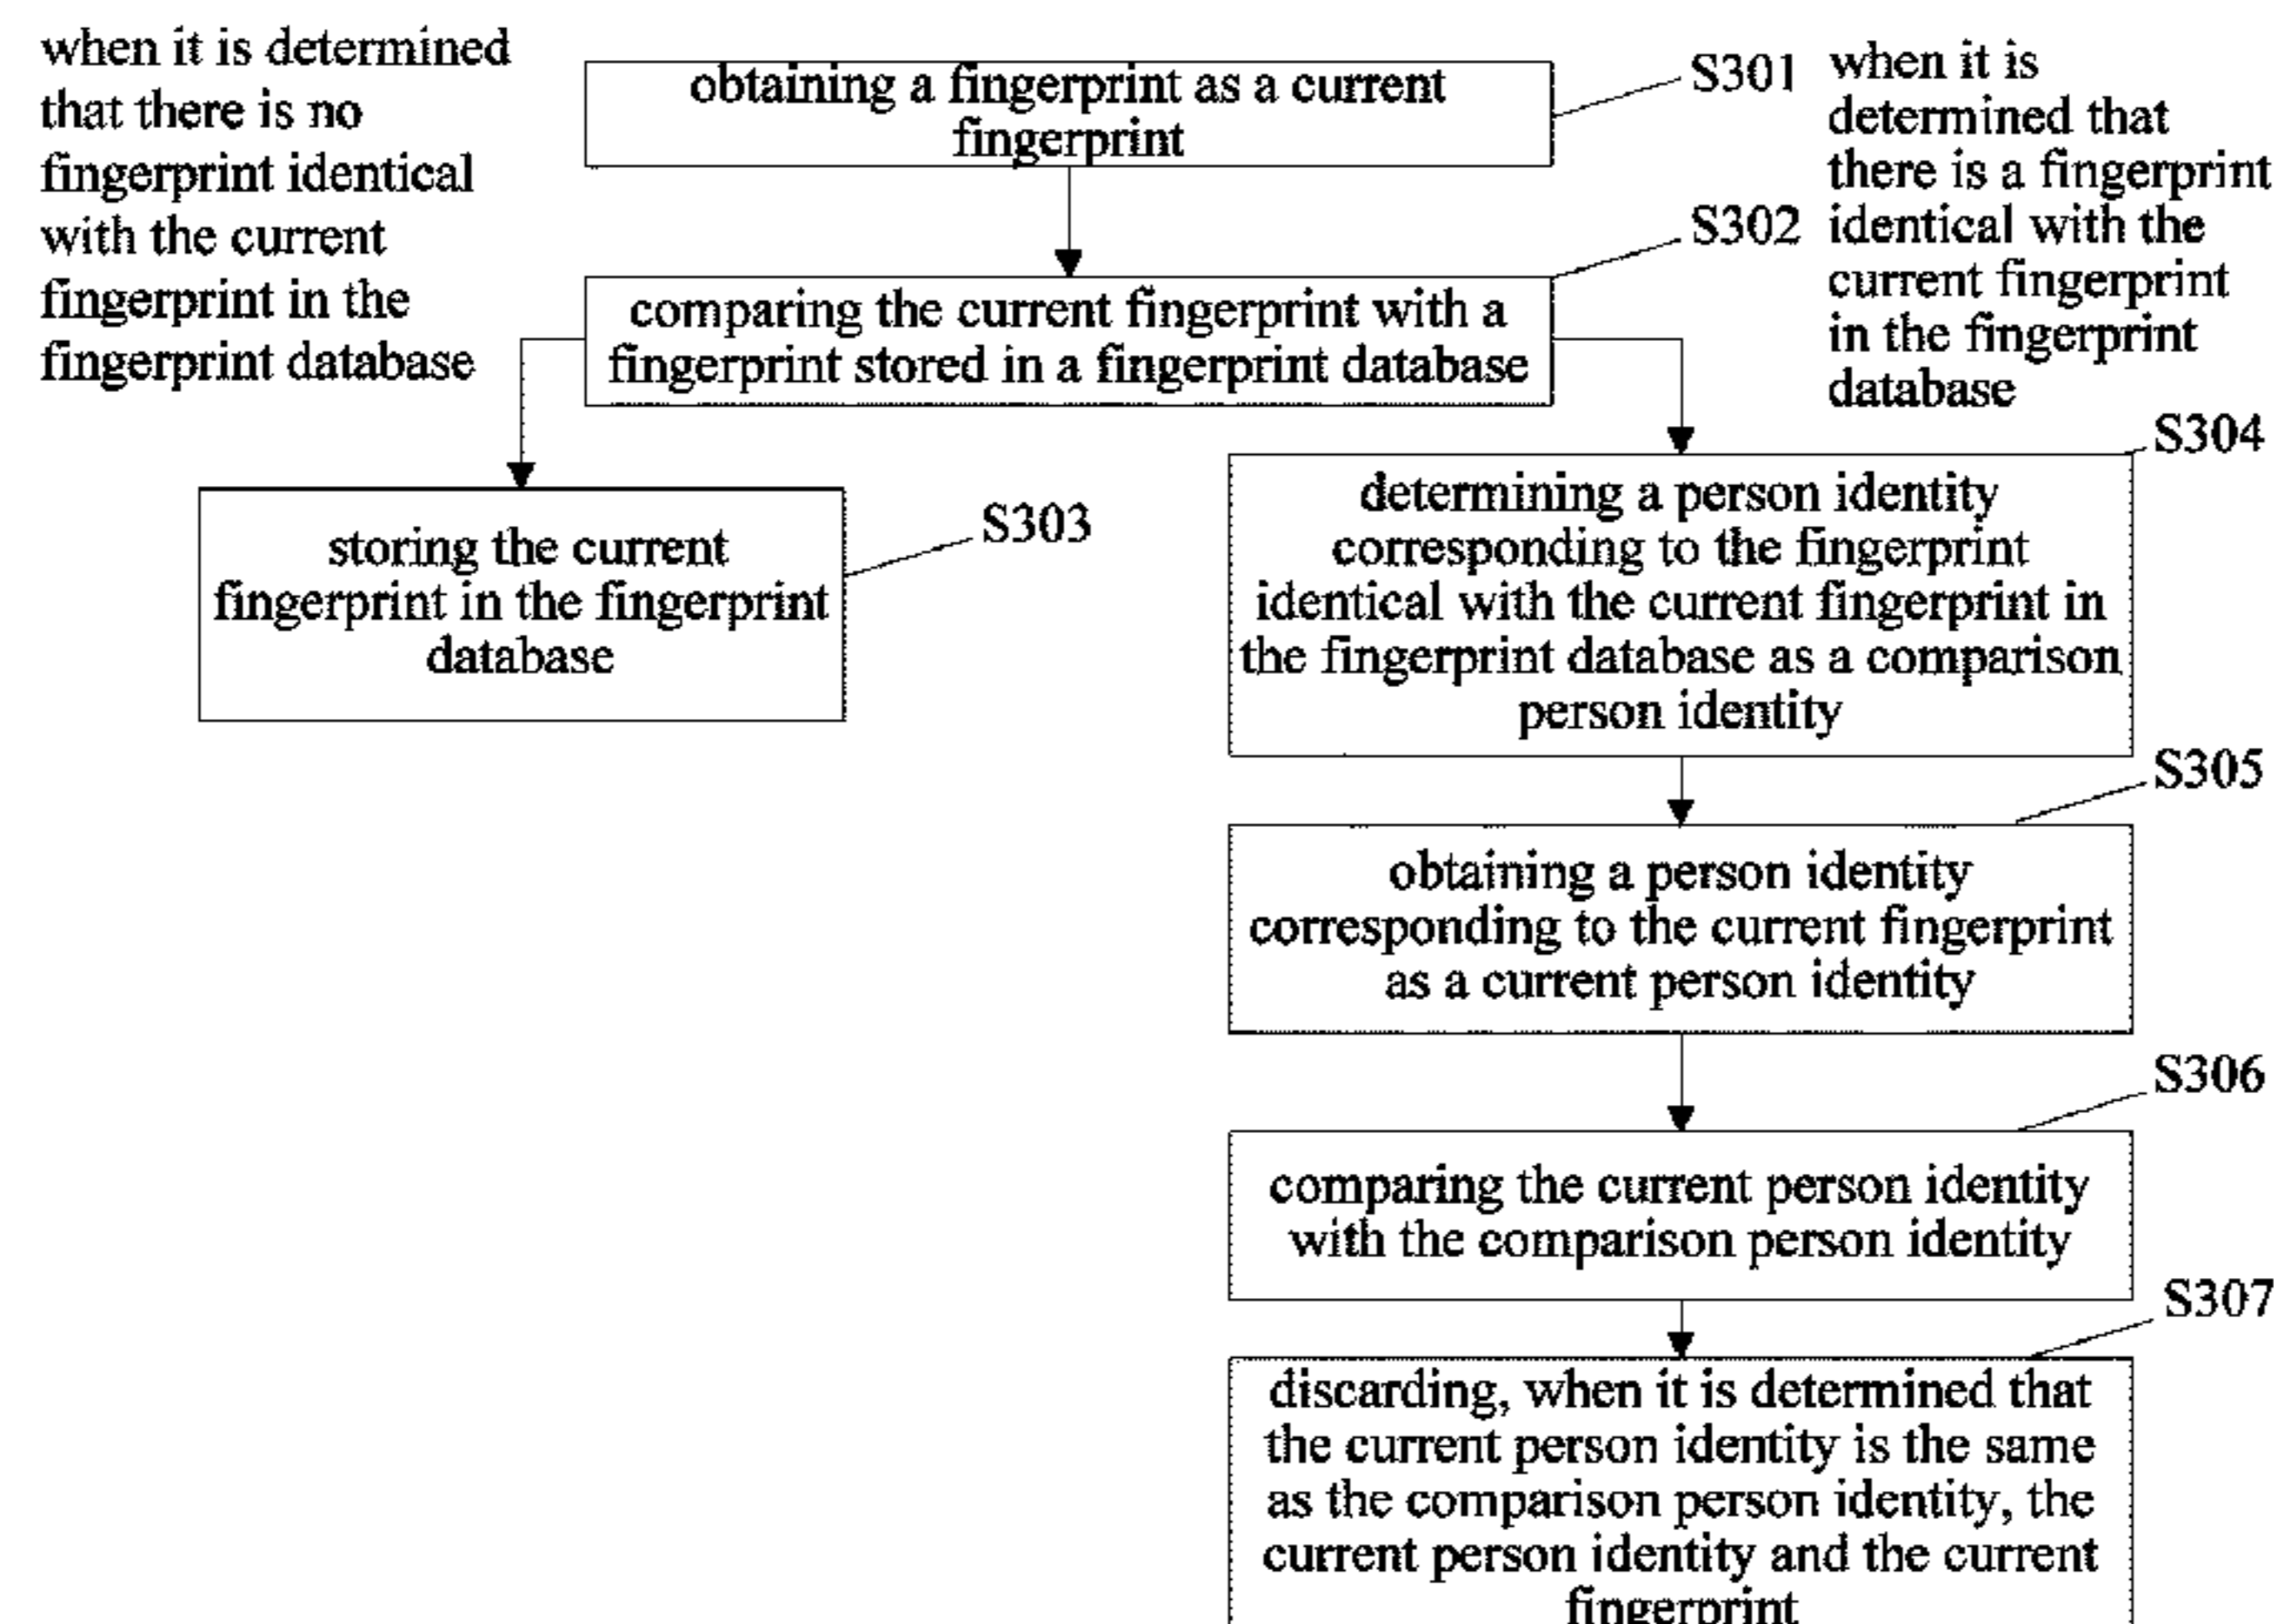 when it is determined
that there is no
fingerprint identical
with the current
fingerprint in the
fingerprint database
obtaining a fingerprint as a current
fingerprint
S301
when it is
determined that
there is a fingerprint
identical with the
current fingerprint
in the fingerprint
database
S302
comparing the current fingerprint with a
fingerprint stored in a fingerprint database
S303
storing the current
fingerprint in the fingerprint
database
S304
determining a person identity
corresponding to the fingerprint
identical with the current fingerprint in
the fingerprint database as a comparison
person identity
S305
obtaining a person identity
corresponding to the current fingerprint
as a current person identity
S306
comparing the current person identity
with the comparison person identity
S307
discarding, when it is determined that
the current person identity is the same
as the comparison person identity, the
current person identity and the current
fingerprint